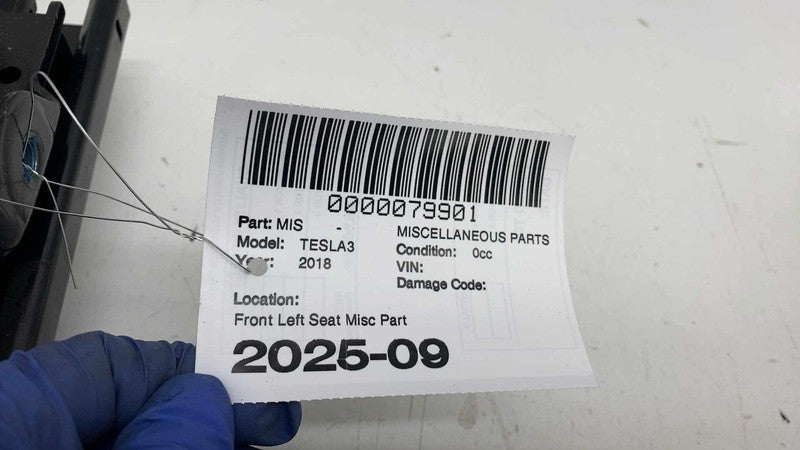 0000079901
Part: MIS - MISCELLANEOUS PARTS
Model: TESLA3 Condition: 0cc
Year: 2018 VIN:
Damage Code:
Location:
Front Left Seat Misc Part
2025-09